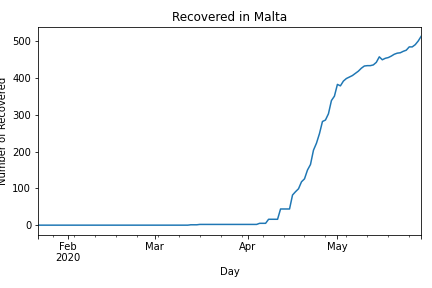 Recovered in Malta
Number of Recovered
500
400
300
200
100
0
Feb
2020
Mar
Apr
May
Day